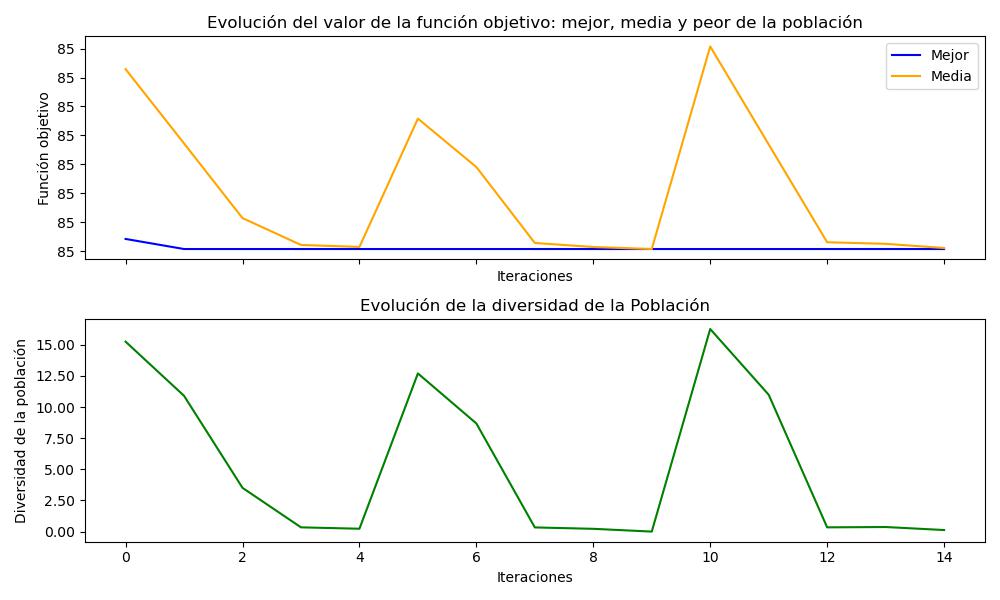 Evolución del valor de la función objetivo: mejor, media y peor de la población
Función objetivo
85
85
85
85
85
85
85
85
Mejor
Media
Iteraciones
Evolución de la diversidad de la Población
Diversidad de la población
15.00
12.50
10.00
7.50
5.00
2.50
0.00
0 2 4 6 8 10 12 14
Iteraciones